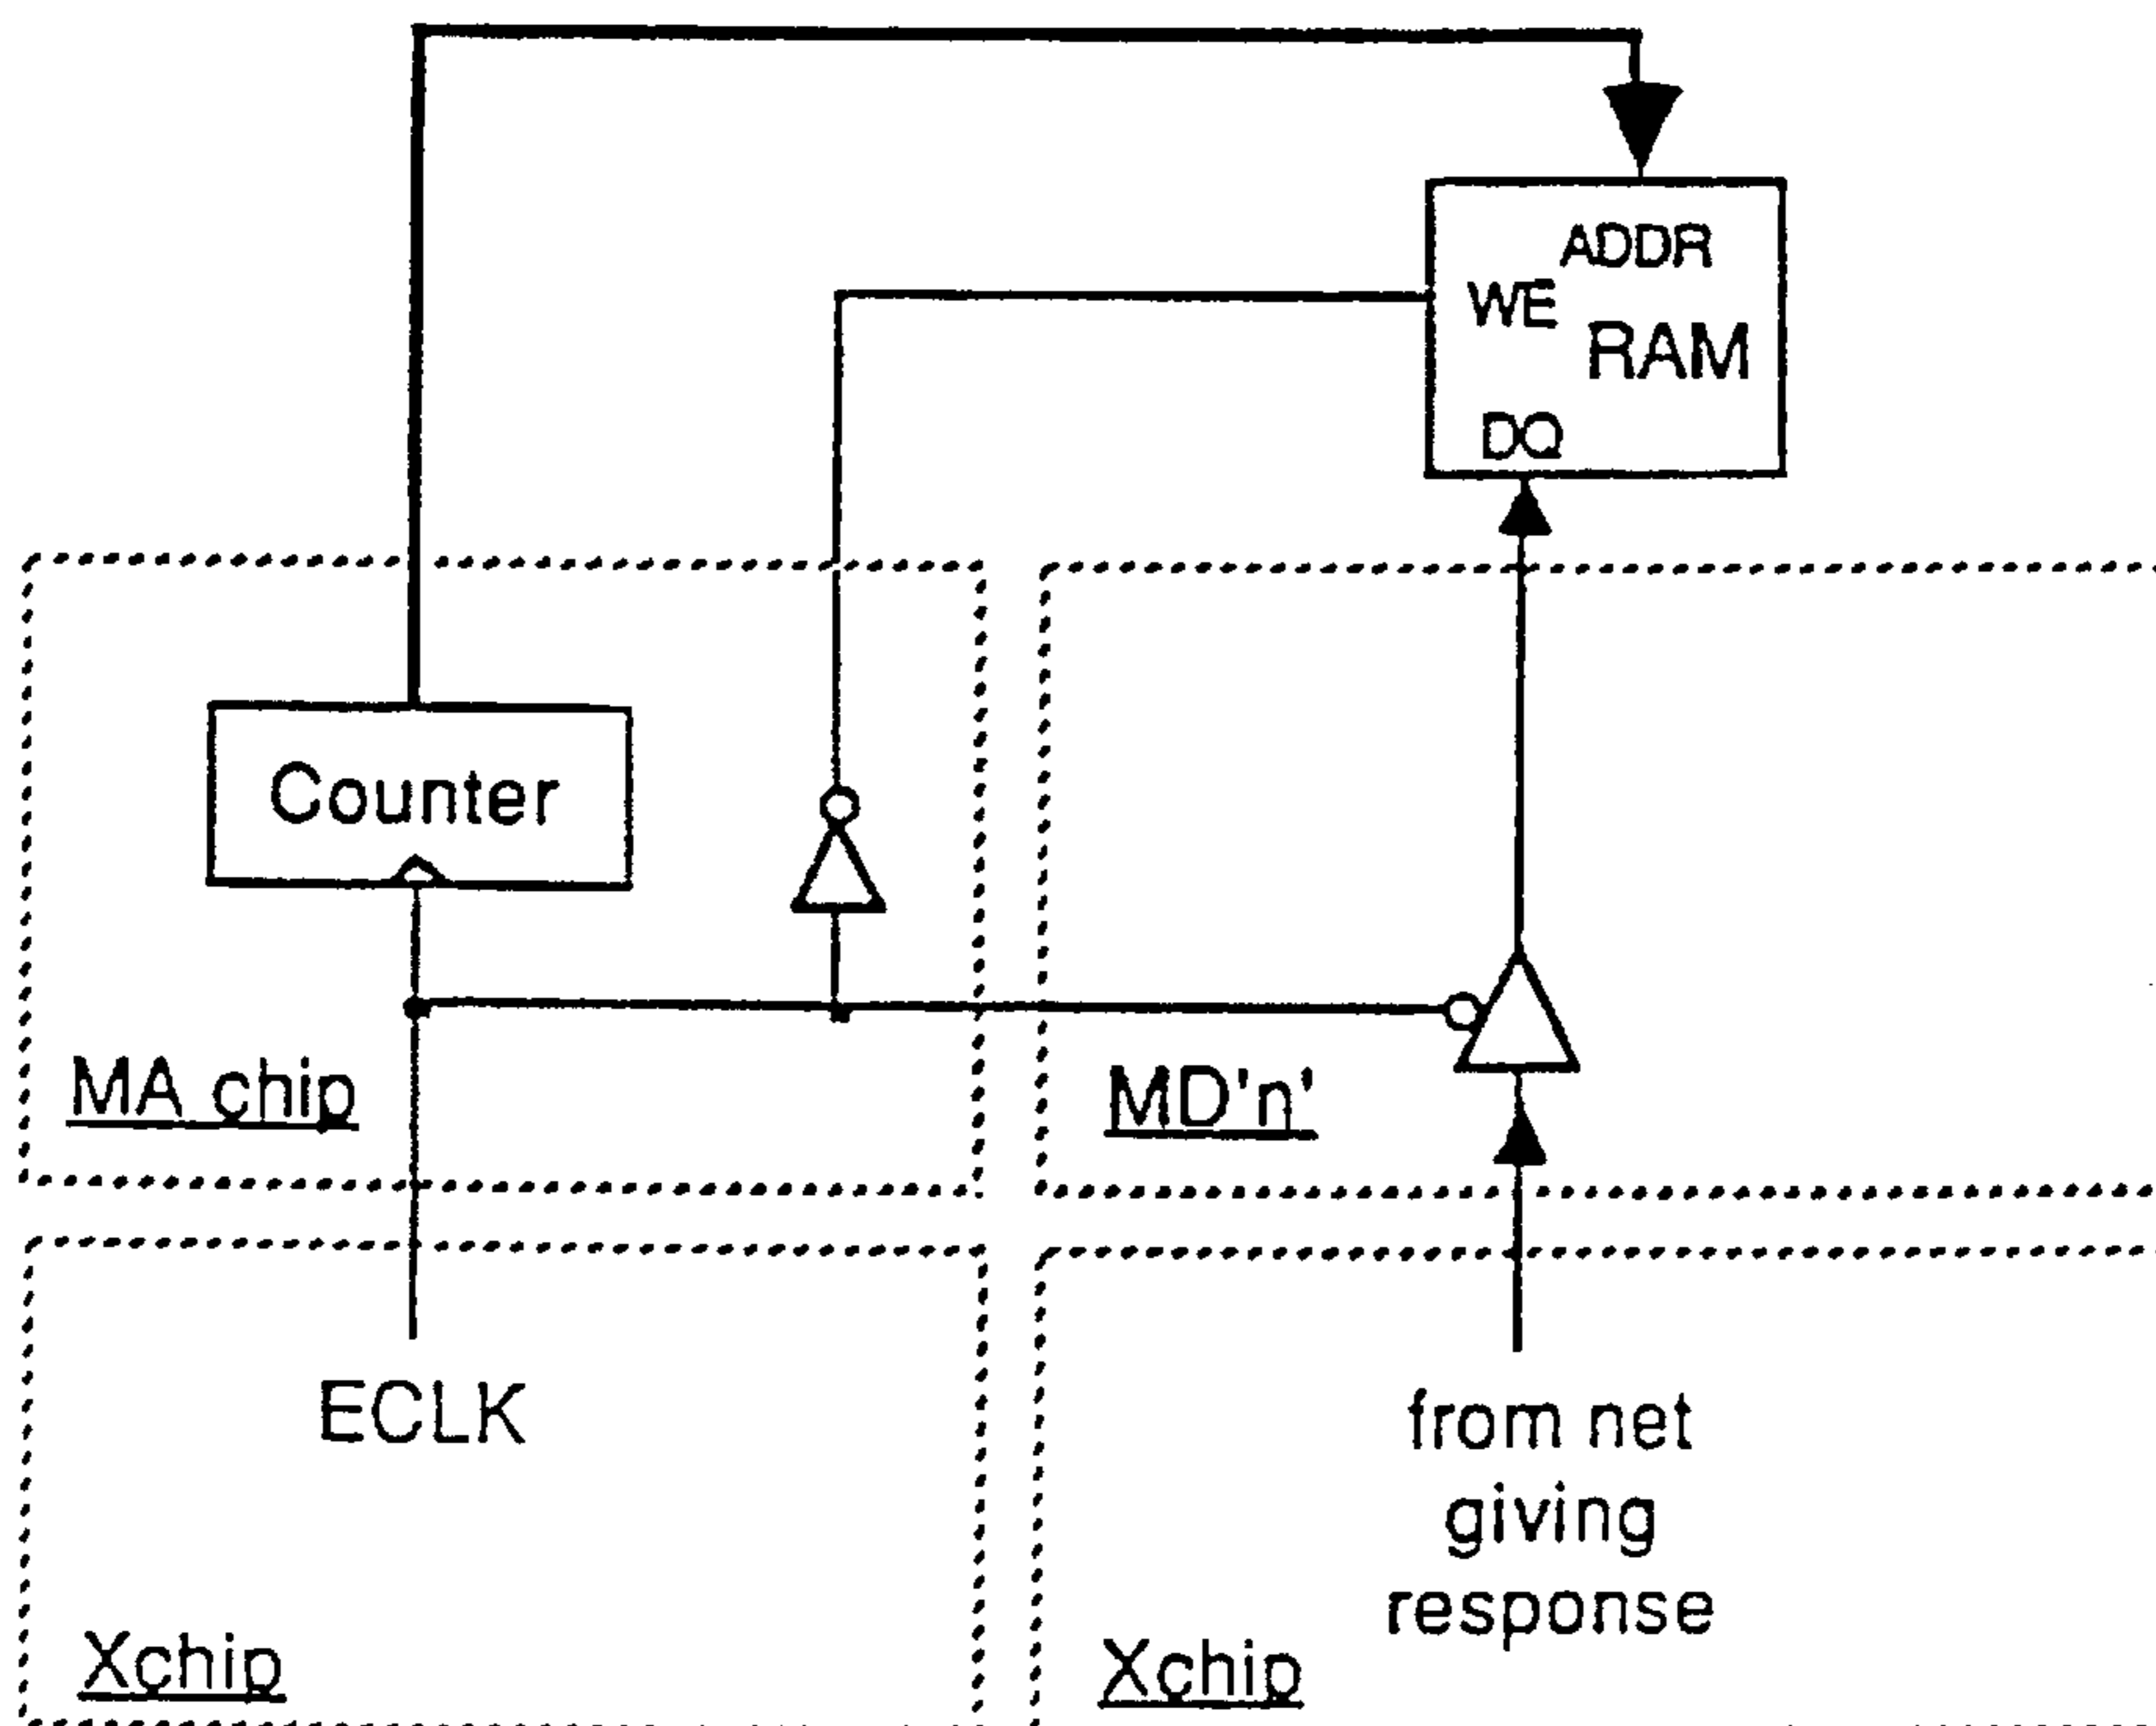 ADDR
WE
RAM
DQ
Counter
MA chip
MD'n'
ECLK
from net
giving
response
Xchip
Xchip